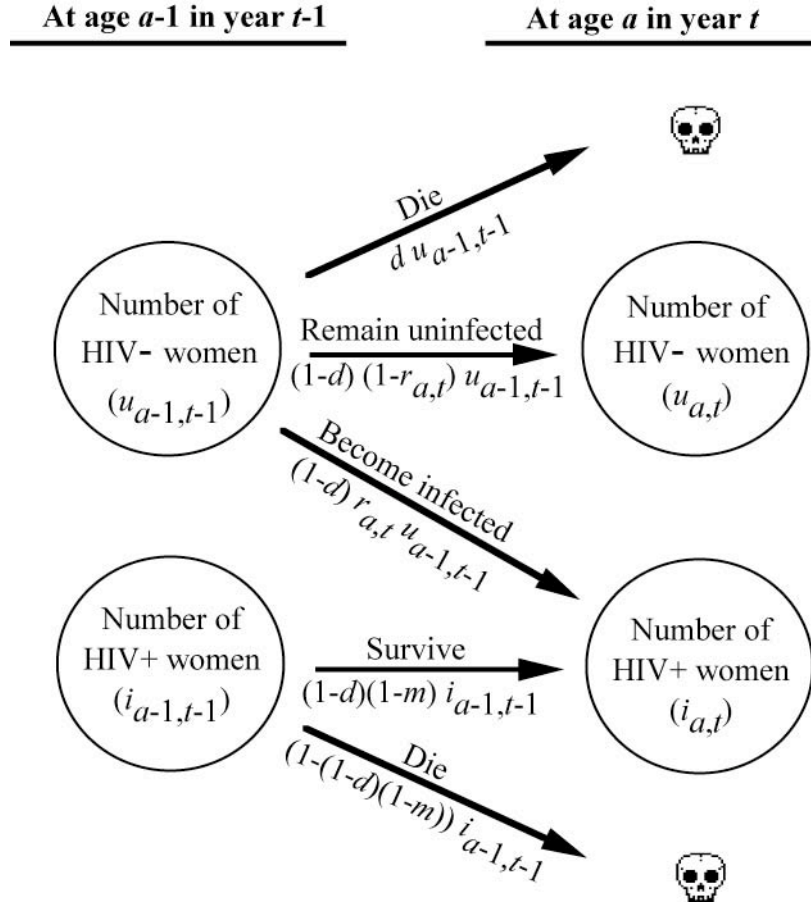 At age a-1 in year t-1
At age a in year t
Die
d u_{a-1,t-1}
Number of
HIV- women
(u_{a-1,t-1})
Remain uninfected
(1-d) (1-r_{a,t}) u_{a-1,t-1}
Number of
HIV- women
(u_{a,t})
Become infected
(1-d) r_{a,t} u_{a-1,t-1}
Number of
HIV+ women
(i_{a-1,t-1})
Survive
(1-d)(1-m) i_{a-1,t-1}
Number of
HIV+ women
(i_{a,t})
Die
(1-(1-d)(1-m)) i_{a-1,t-1}